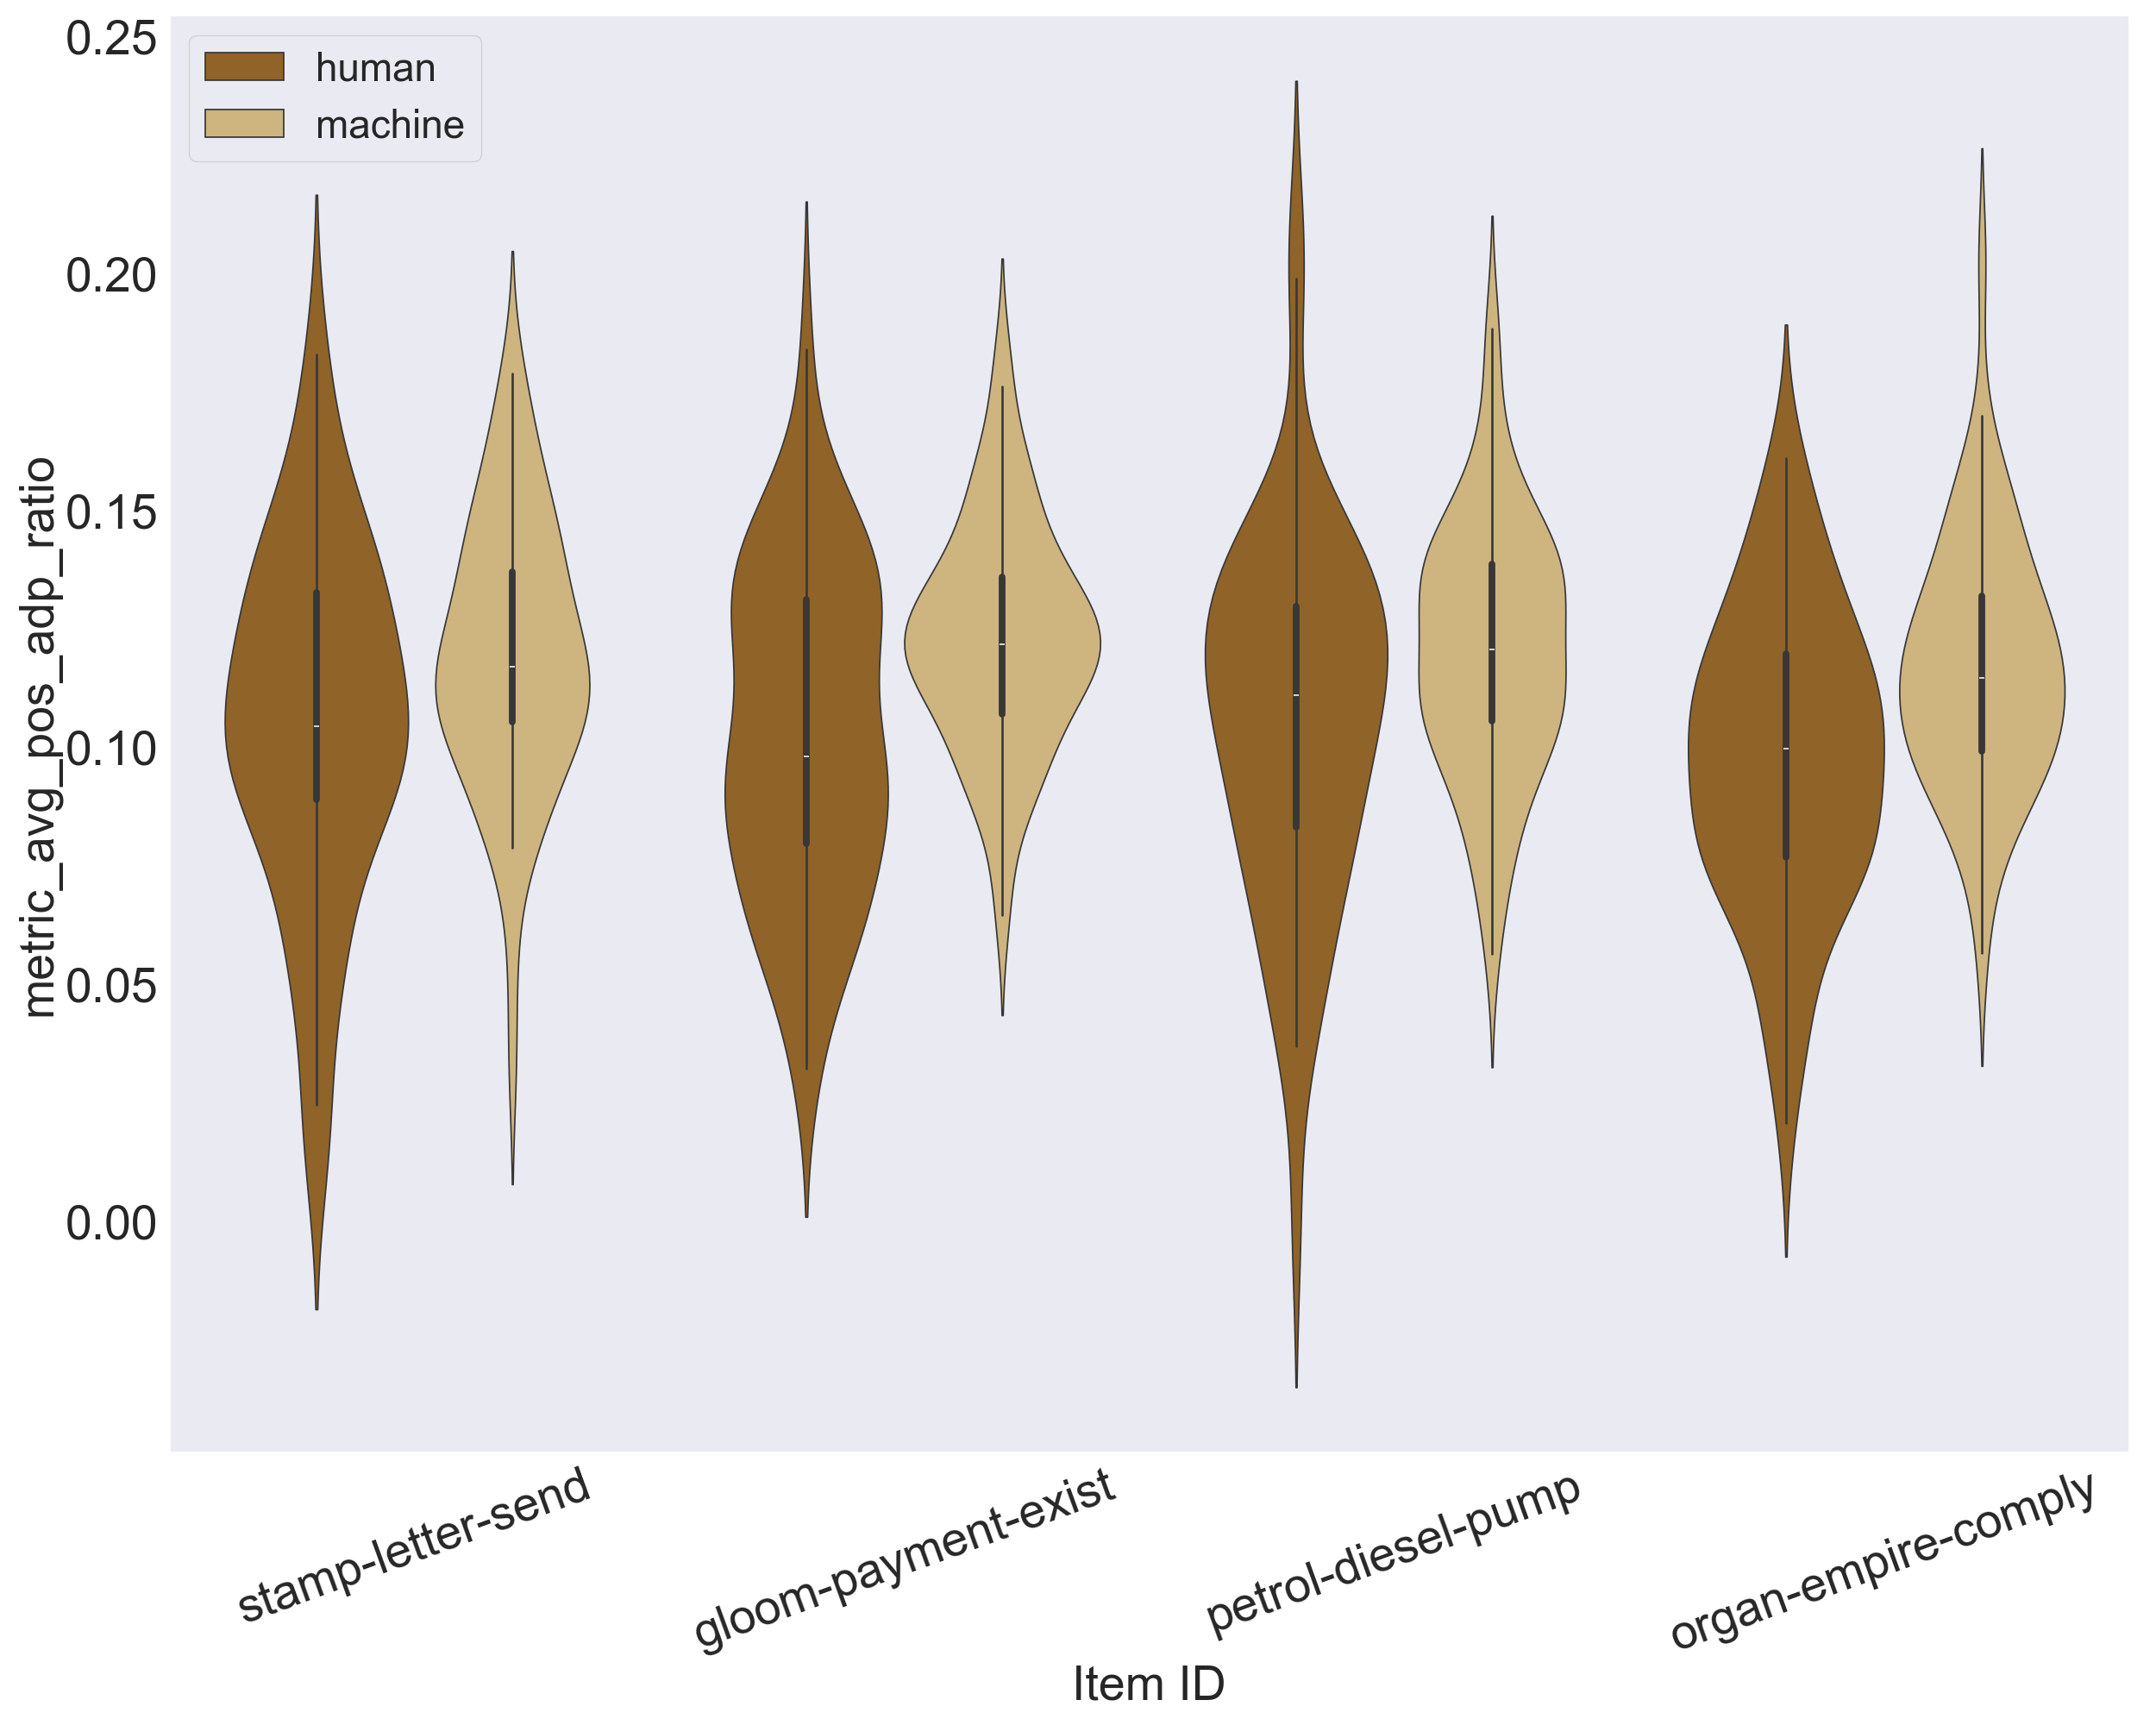 human
machine
0.25
0.20
0.15
0.10
0.05
0.00
metric_avg_pos_adp_ratio
stamp-letter-send
gloom-payment-exist
petrol-diesel-pump
organ-empire-comply
Item ID